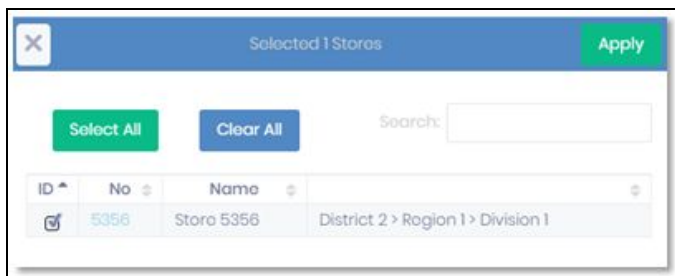 × Selected 1 Stores Apply
Select All Clear All Search:
ID No Name
5356 Store 5356 District 2 > Region 1 > Division 1